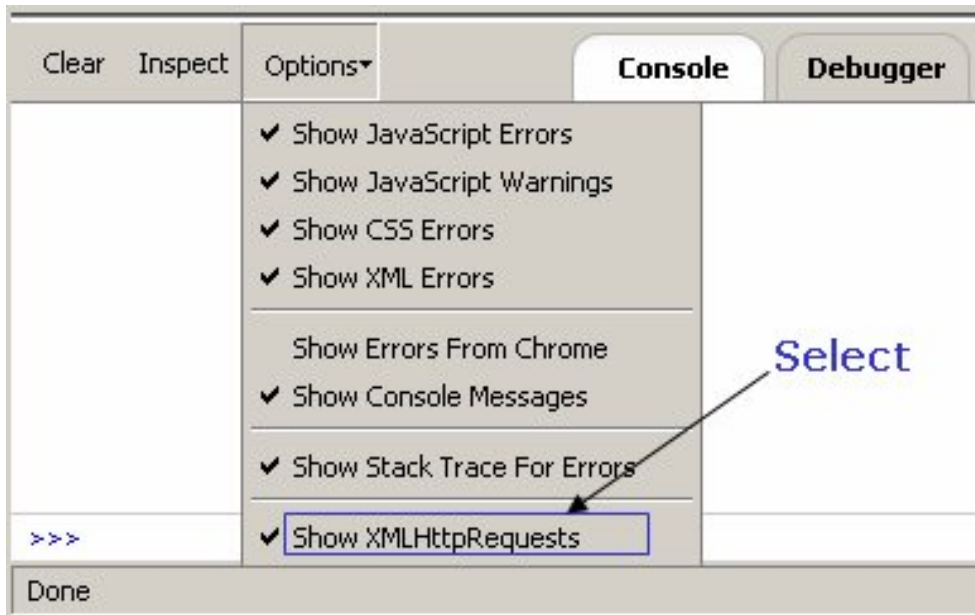 Clear Inspect Options Console Debugger
Show JavaScript Errors
Show JavaScript Warnings
Show CSS Errors
Show XML Errors
Show Errors From Chrome
Select
Show Console Messages
Show Stack Trace For Errors
>>> Show XMLHttpRequests
Done